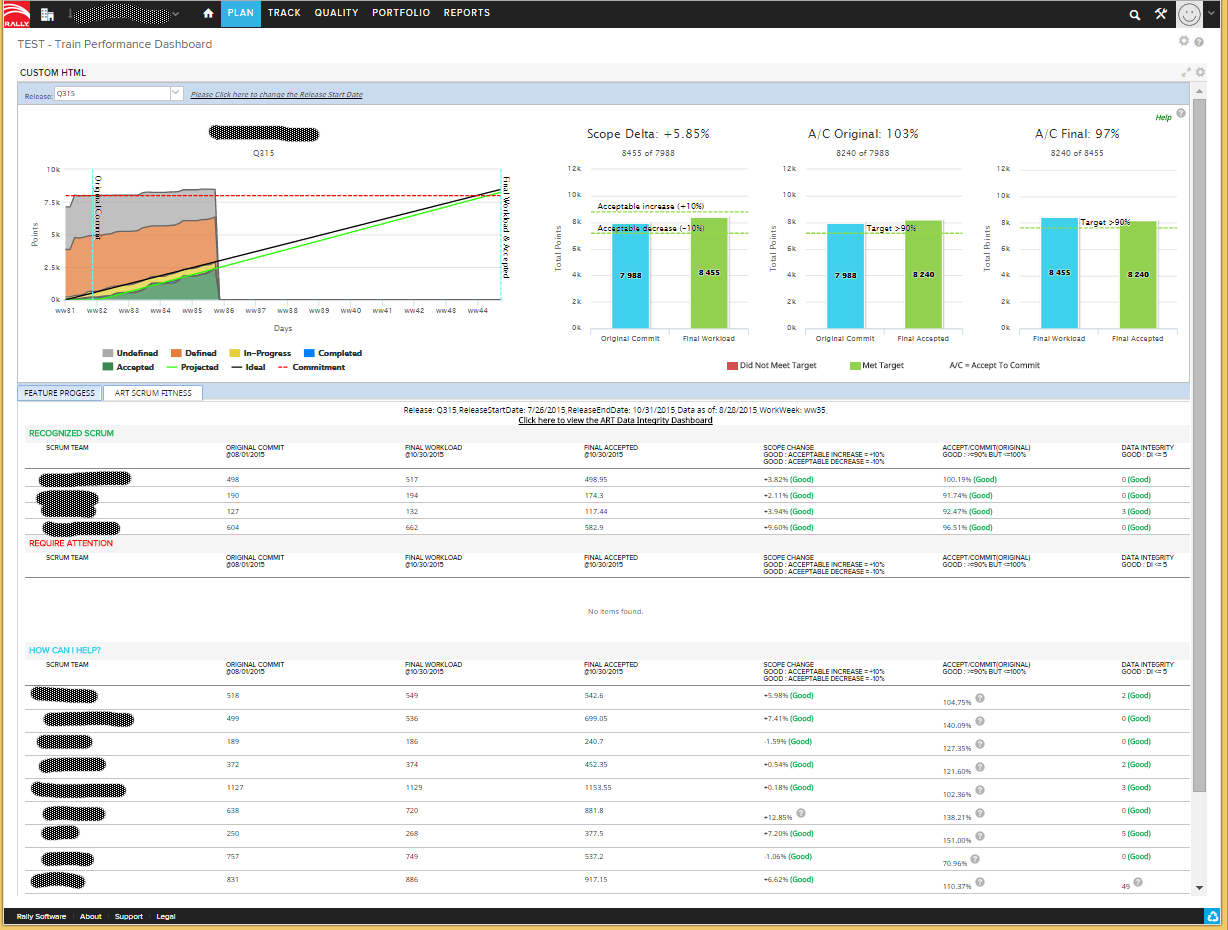 RALLY PLAN TRACK QUALITY PORTFOLIO REPORTS
TEST - Train Performance Dashboard
CUSTOM HTML
Release: Q315 Please Click here to change the Release Start Date
Help
Q315
10k
7.5k
5k
2.5k
0k
Points
Original Commit
Final Workload & Accepted
ww31 ww32 ww33 ww34 ww35 ww36 ww37 ww38 ww39 ww40 ww41 ww42 ww43 ww44
Days
Undefined Defined In-Progress Completed
Accepted Projected Ideal Commitment
Scope Delta: +5.85%
8455 of 7988
12k
10k
8k
6k
4k
2k
0k
Total Points
Acceptable increase (+10%)
Acceptable decrease (-10%)
7 988 8 455
Original Commit Final Workload
A/C Original: 103%
8240 of 7988
12k
10k
8k
6k
4k
2k
0k
Total Points
Target >90%
7 988 8 240
Original Commit Final Accepted
A/C Final: 97%
8240 of 8455
12k
10k
8k
6k
4k
2k
0k
Total Points
Target >90%
8 455 8 240
Final Workload Final Accepted
Did Not Meet Target Met Target A/C = Accept To Commit
FEATURE PROGESS ART SCRUM FITNESS
Release: Q315,ReleaseStartDate: 7/26/2015,ReleaseEndDate: 10/31/2015,Data as of: 8/28/2015,WorkWeek: ww35,
Click here to view the ART Data Integrity Dashboard
RECOGNIZED SCRUM
SCRUM TEAM ORIGINAL COMMIT FINAL WORKLOAD FINAL ACCEPTED SCOPE CHANGE ACCEPT/COMMIT(ORIGINAL) DATA INTEGRITY
@08/01/2015 @10/30/2015 @10/30/2015 GOOD : ACCEPTABLE INCREASE = +10% GOOD : >=90% BUT <=100% GOOD : DI <= 5
GOOD : ACEEPTABLE DECREASE = -10%
498 517 498.95 +3.82% (Good) 100.19% (Good) 0 (Good)
190 194 174.3 +2.11% (Good) 91.74% (Good) 0 (Good)
127 132 117.44 +3.94% (Good) 92.47% (Good) 3 (Good)
604 662 582.9 +9.60% (Good) 96.51% (Good) 0 (Good)
REQUIRE ATTENTION
SCRUM TEAM ORIGINAL COMMIT FINAL WORKLOAD FINAL ACCEPTED SCOPE CHANGE ACCEPT/COMMIT(ORIGINAL) DATA INTEGRITY
@08/01/2015 @10/30/2015 @10/30/2015 GOOD : ACCEPTABLE INCREASE = +10% GOOD : >=90% BUT <=100% GOOD : DI <= 5
GOOD : ACEEPTABLE DECREASE = -10%
No items found.
HOW CAN I HELP?
SCRUM TEAM ORIGINAL COMMIT FINAL WORKLOAD FINAL ACCEPTED SCOPE CHANGE ACCEPT/COMMIT(ORIGINAL) DATA INTEGRITY
@08/01/2015 @10/30/2015 @10/30/2015 GOOD : ACCEPTABLE INCREASE = +10% GOOD : >=90% BUT <=100% GOOD : DI <= 5
GOOD : ACEEPTABLE DECREASE = -10%
518 549 542.6 +5.98% (Good) 104.75% 2 (Good)
499 536 699.05 +7.41% (Good) 140.09% 0 (Good)
189 186 240.7 -1.59% (Good) 127.35% 0 (Good)
372 374 452.35 +0.54% (Good) 121.60% 2 (Good)
1127 1129 1153.55 +0.18% (Good) 102.36% 3 (Good)
638 720 881.8 +12.85% 138.21% 0 (Good)
250 268 377.5 +7.20% (Good) 151.00% 5 (Good)
757 749 537.2 -1.06% (Good) 70.96% 0 (Good)
831 886 917.15 +6.62% (Good) 110.37% 49
Rally Software About Support Legal